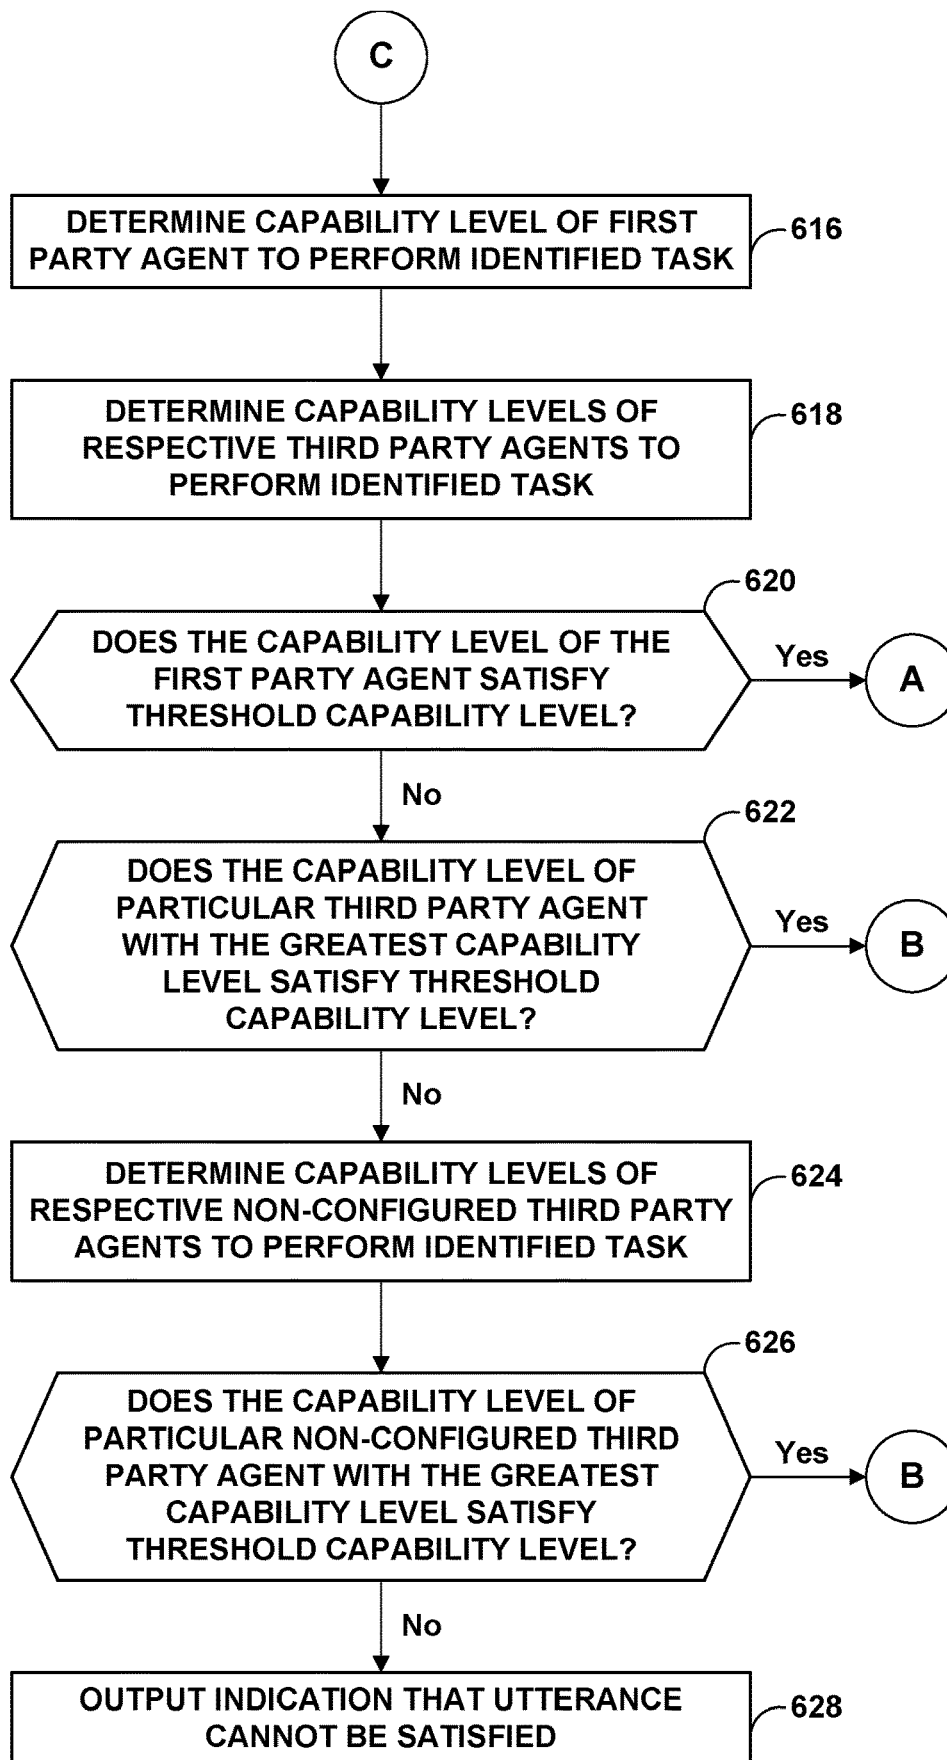 C
DETERMINE CAPABILITY LEVEL OF FIRST
PARTY AGENT TO PERFORM IDENTIFIED TASK
616
DETERMINE CAPABILITY LEVELS OF
RESPECTIVE THIRD PARTY AGENTS TO
PERFORM IDENTIFIED TASK
618
620
DOES THE CAPABILITY LEVEL OF THE
FIRST PARTY AGENT SATISFY
THRESHOLD CAPABILITY LEVEL?
Yes
A
No
622
DOES THE CAPABILITY LEVEL OF
PARTICULAR THIRD PARTY AGENT
WITH THE GREATEST CAPABILITY
LEVEL SATISFY THRESHOLD
CAPABILITY LEVEL?
Yes
B
No
DETERMINE CAPABILITY LEVELS OF
RESPECTIVE NON-CONFIGURED THIRD PARTY
AGENTS TO PERFORM IDENTIFIED TASK
624
626
DOES THE CAPABILITY LEVEL OF
PARTICULAR NON-CONFIGURED THIRD
PARTY AGENT WITH THE GREATEST
CAPABILITY LEVEL SATISFY
THRESHOLD CAPABILITY LEVEL?
Yes
B
No
OUTPUT INDICATION THAT UTTERANCE
CANNOT BE SATISFIED
628